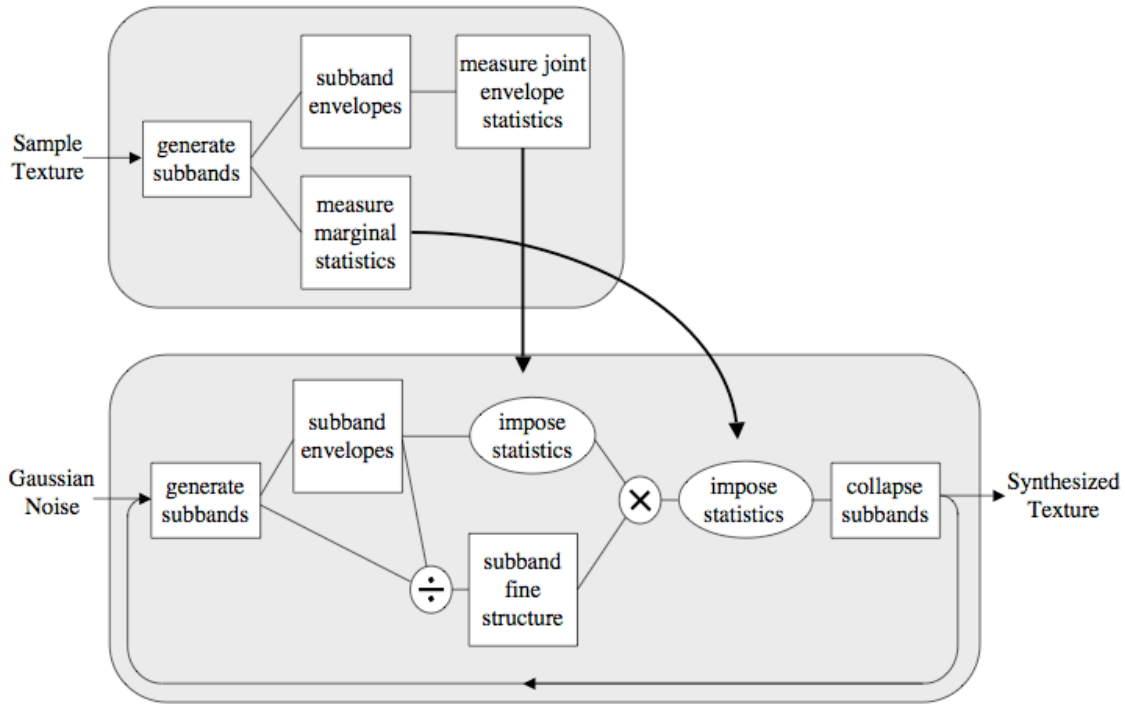 Sample
Texture
generate
subbands
subband
envelopes
measure joint
envelope
statistics
measure
marginal
statistics
Gaussian
Noise
generate
subbands
subband
envelopes
impose
statistics
÷
subband
fine
structure
×
impose
statistics
collapse
subbands
Synthesized
Texture